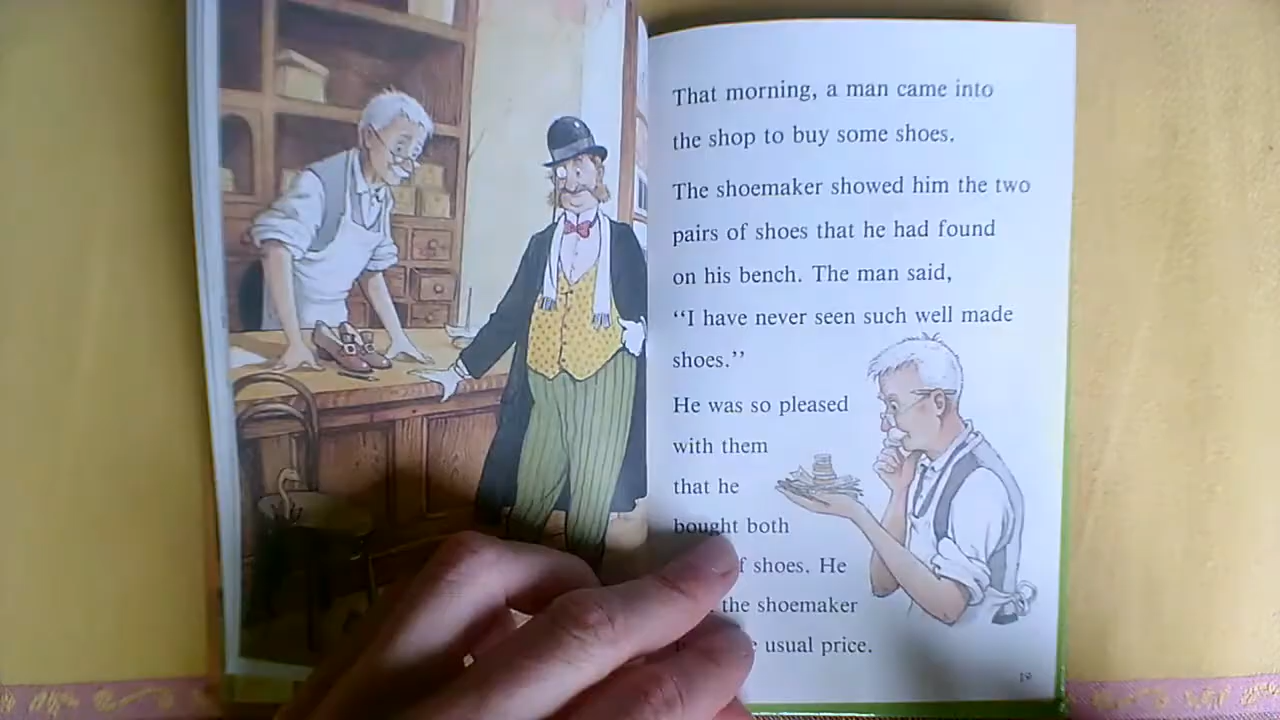 That morning, a man came into
the shop to buy some shoes.
The shoemaker showed him the two
pairs of shoes that he had found
on his bench. The man said,
“I have never seen such well made
shoes.”
He was so pleased
with them
that he
bought both
shoes. He
the shoemaker
usual price.
19